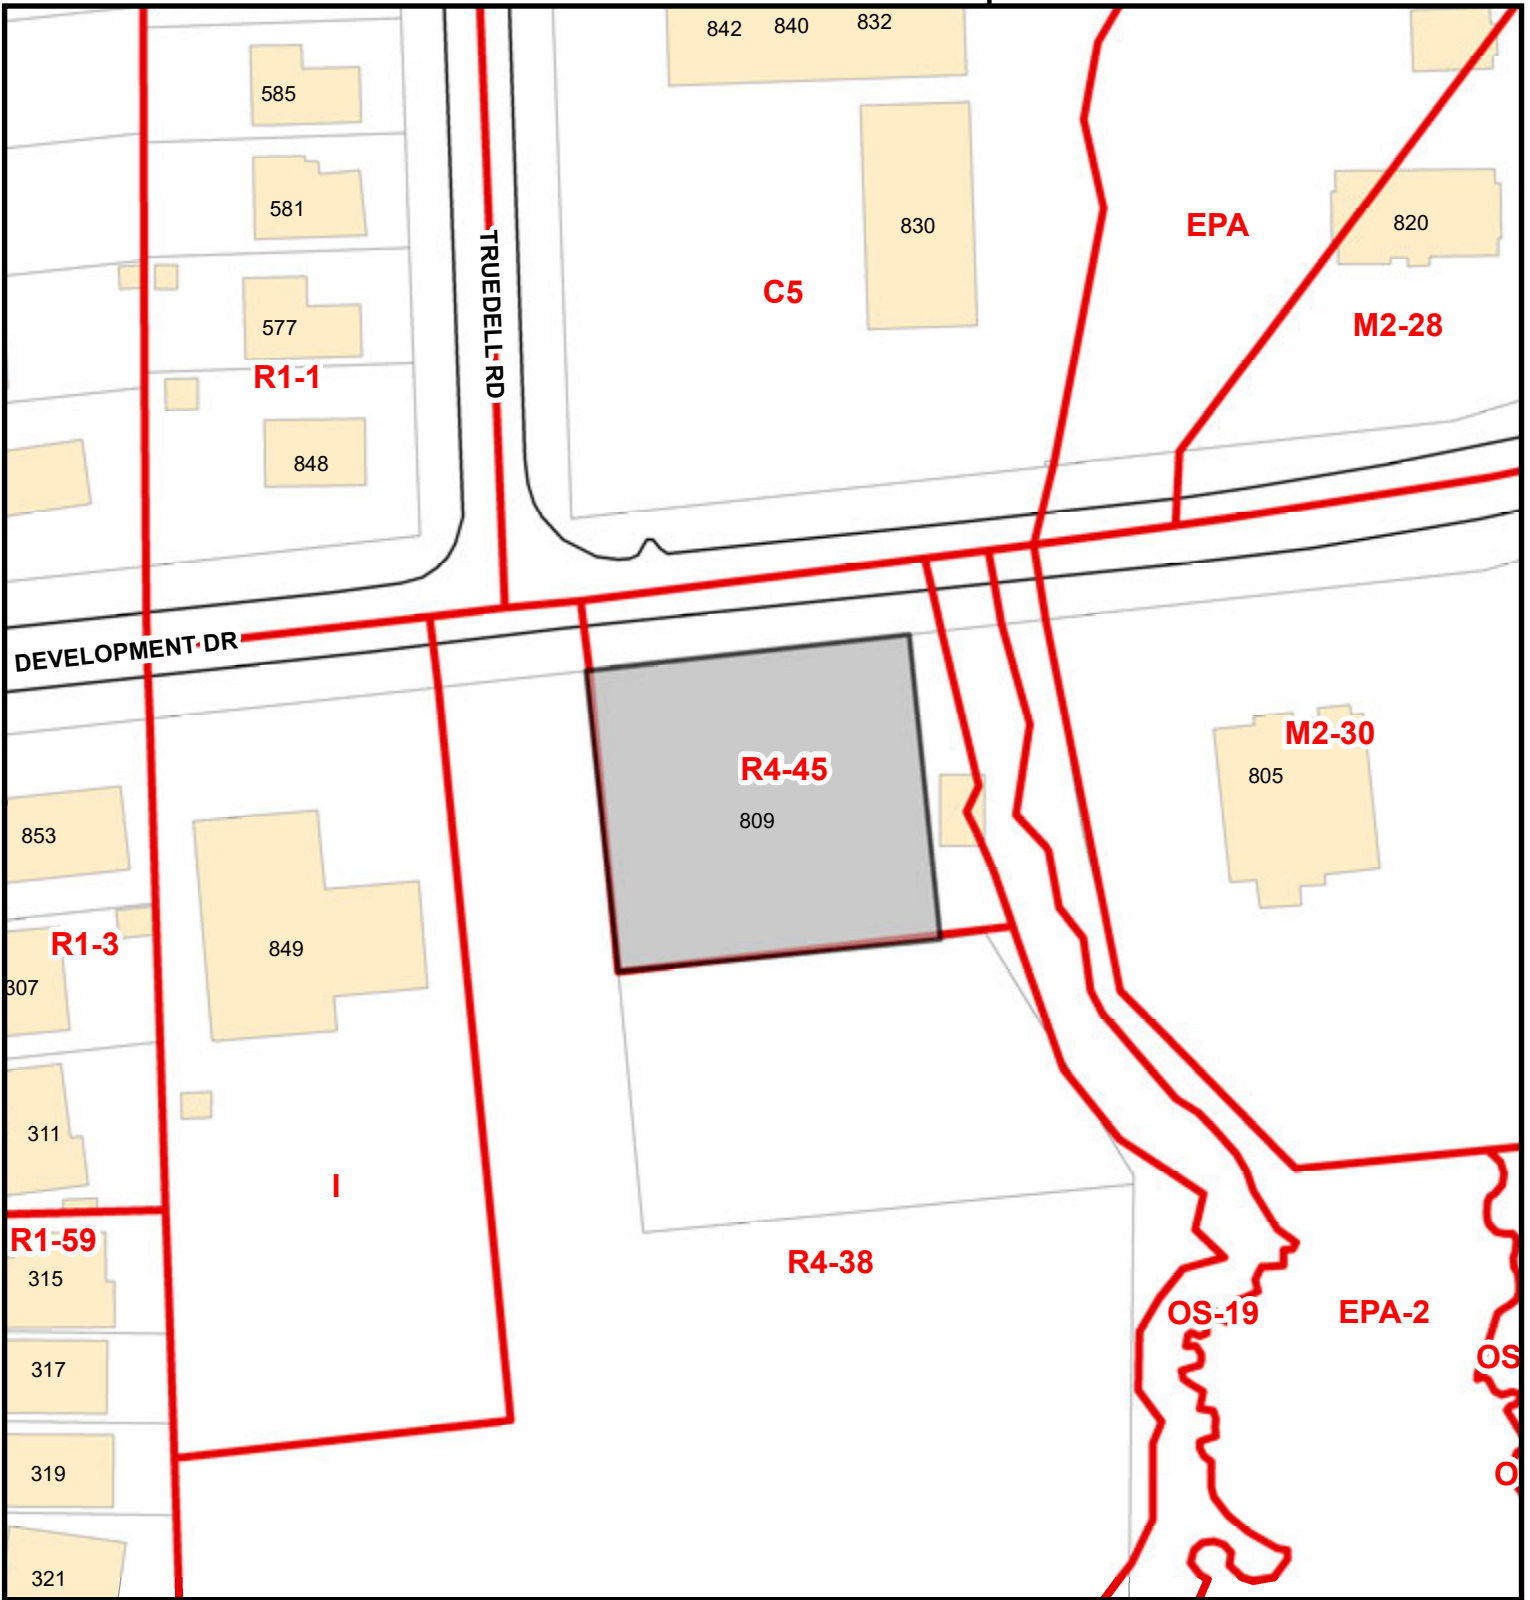 842 840 832
585
581
577
R1-1
848
TRUEDELL RD
830
C5
EPA
820
M2-28
DEVELOPMENT DR
R4-45
809
M2-30
805
853
R1-3
849
307
311
I
R1-59
315
R4-38
OS-19
EPA-2
OS
317
319
O
321